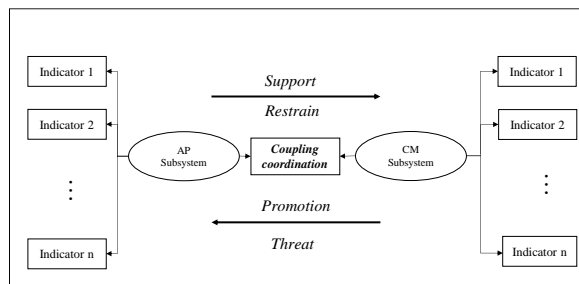 Indicator 1
Indicator 2
⋮
Indicator n
AP
Subsystem
Support
Restrain
Coupling
coordination
Promotion
Threat
CM
Subsystem
Indicator 1
Indicator 2
⋮
Indicator n